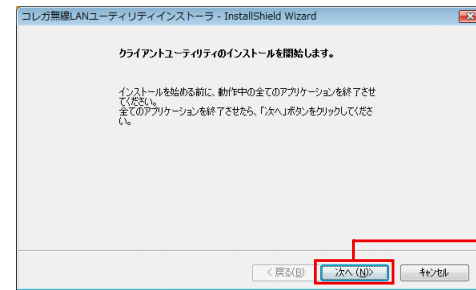 コレガ無線LANユーティリティインストーラ - InstallShield Wizard
クライアントユーティリティのインストールを開始します。
インストールを始める前に、動作中の全てのアプリケーションを終了させ
てください。
全てのアプリケーションを終了させたら、「次へ」ボタンをクリックしてくださ
い。
< 戻る(B)
次へ (N)>
キャンセル